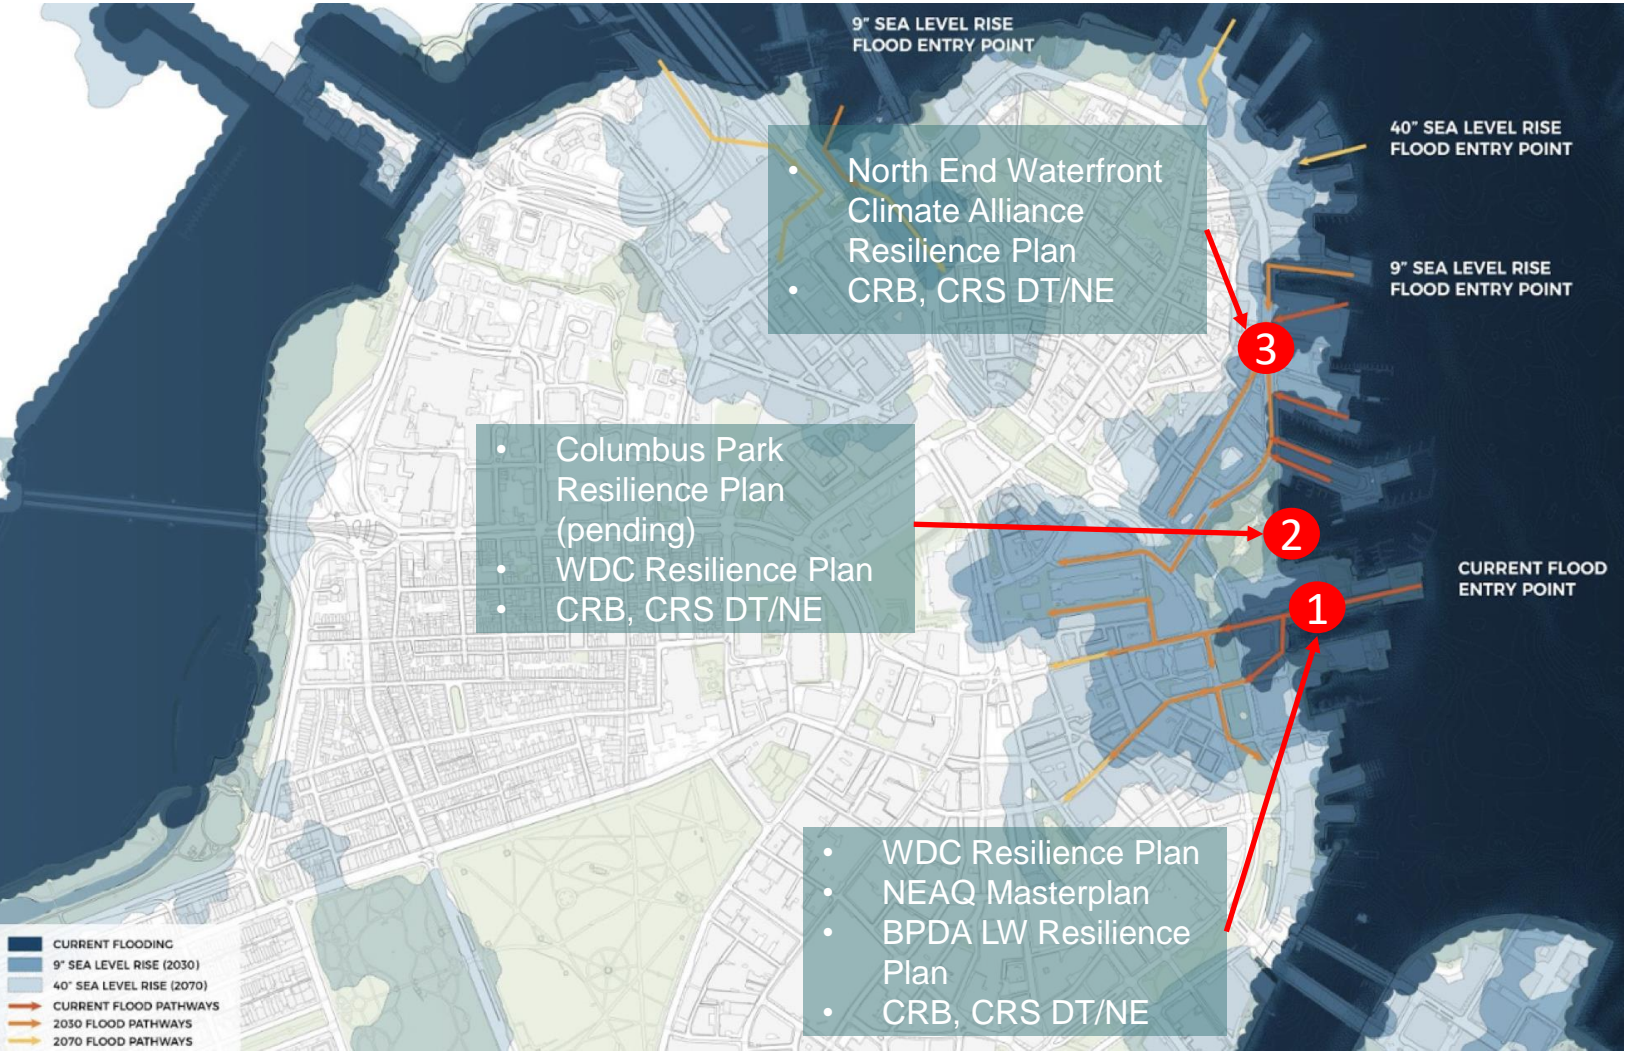 9" SEA LEVEL RISE
FLOOD ENTRY POINT
40" SEA LEVEL RISE
FLOOD ENTRY POINT
• North End Waterfront
Climate Alliance
Resilience Plan
• CRB, CRS DT/NE
9" SEA LEVEL RISE
FLOOD ENTRY POINT
3
• Columbus Park
Resilience Plan
(pending)
• WDC Resilience Plan
• CRB, CRS DT/NE
2
CURRENT FLOOD
ENTRY POINT
1
• WDC Resilience Plan
• NEAQ Masterplan
• BPDA LW Resilience
Plan
• CRB, CRS DT/NE
CURRENT FLOODING
9" SEA LEVEL RISE (2030)
40" SEA LEVEL RISE (2070)
CURRENT FLOOD PATHWAYS
2030 FLOOD PATHWAYS
2070 FLOOD PATHWAYS